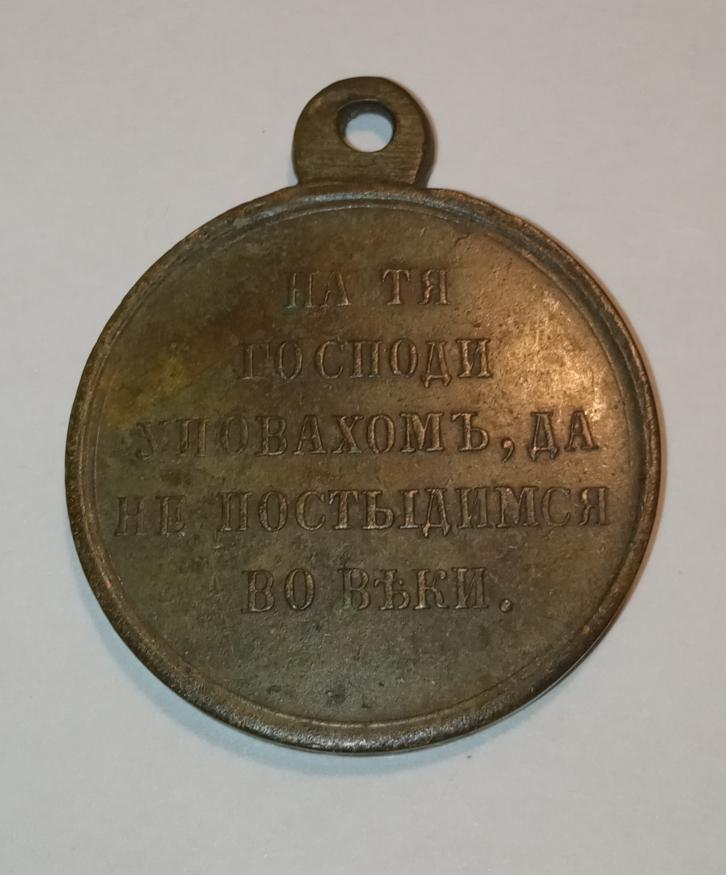 НА ТЯ
ГОСПОДИ
УПОВАХОМЪ, ДА
НЕ ПОСТЫДИМСЯ
ВО ВѢКИ.